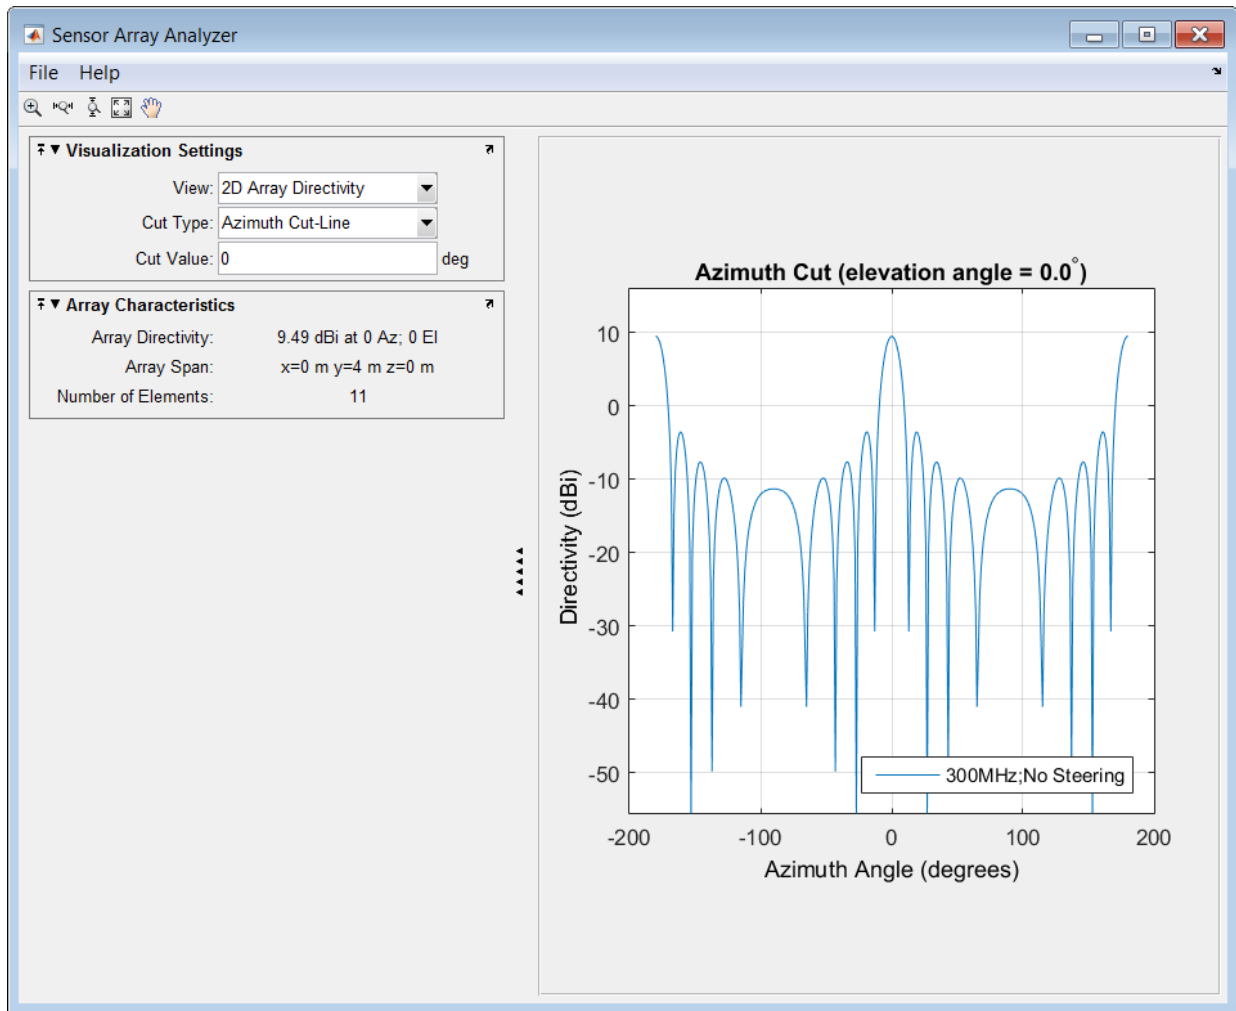 Sensor Array Analyzer
File Help
Visualization Settings
View: 2D Array Directivity
Cut Type: Azimuth Cut-Line
Cut Value: 0 deg
Array Characteristics
Array Directivity: 9.49 dBi at 0 Az; 0 El
Array Span: x=0 m y=4 m z=0 m
Number of Elements: 11
Azimuth Cut (elevation angle = 0.0°)
Directivity (dBi)
10
0
-10
-20
-30
-40
-50
300MHz;No Steering
-200 -100 0 100 200
Azimuth Angle (degrees)